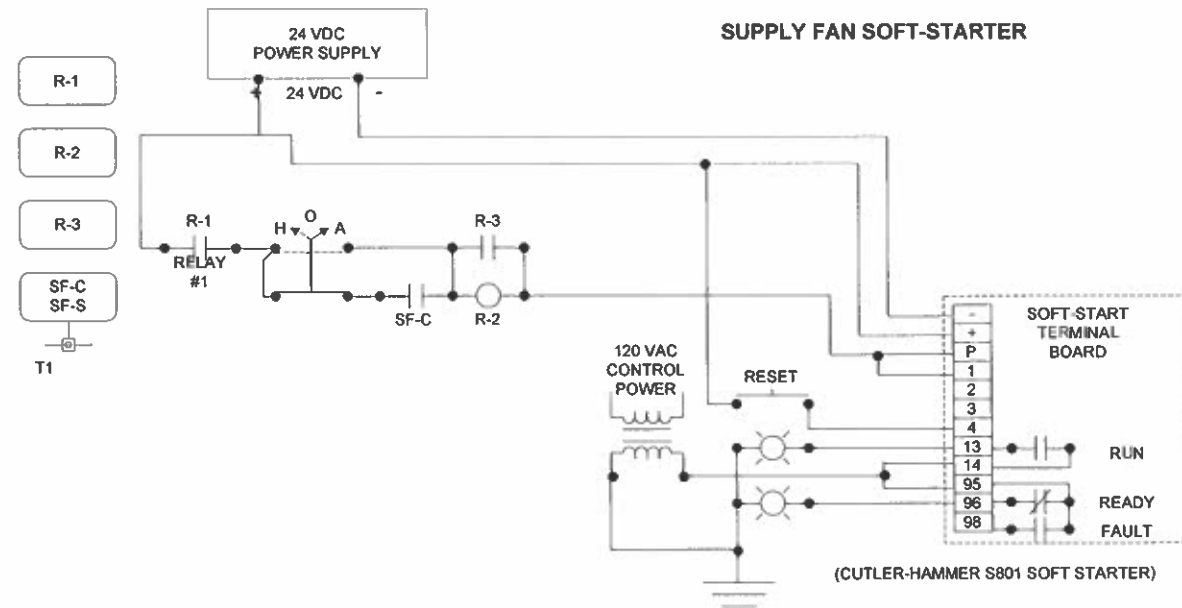 SUPPLY FAN SOFT-STARTER
24 VDC
POWER SUPPLY
+ 24 VDC -
R-1
R-2
R-3
SF-C
SF-S
T1
R-1
RELAY
#1
H O A
R-3
SF-C
R-2
120 VAC
CONTROL
POWER
RESET
SOFT-START
TERMINAL
BOARD
-
+
P
1
2
3
4
13
14
95
96
98
RUN
READY
FAULT
(CUTLER-HAMMER S801 SOFT STARTER)